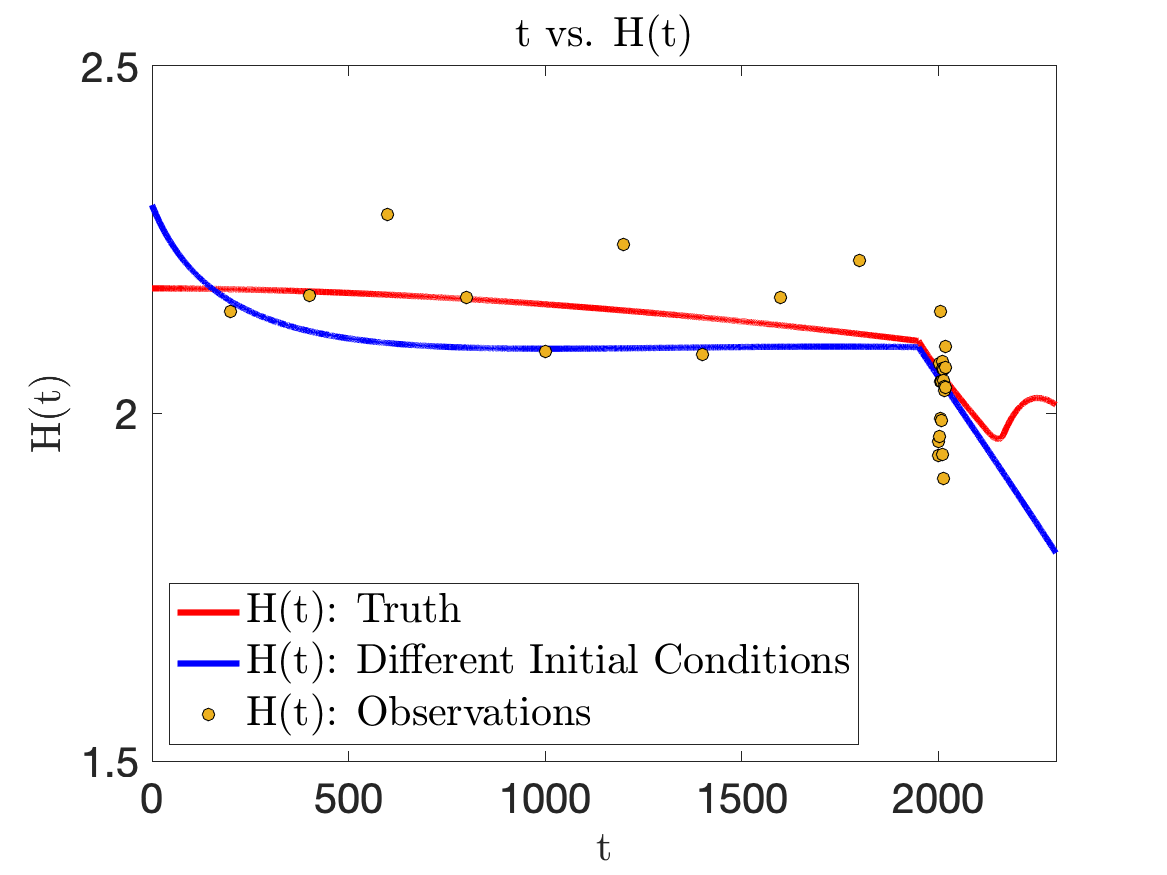 t vs. H(t)
2.5
2
1.5
H(t)
H(t): Truth
H(t): Different Initial Conditions
H(t): Observations
0 500 1000 1500 2000
t